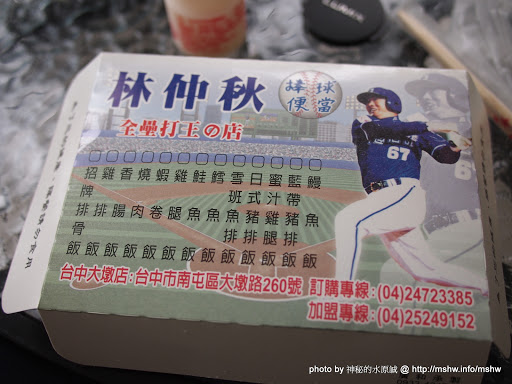 林仲秋
棒球便當
全壘打王の店
招牌排骨飯
雞排飯
香腸飯
燒肉飯
蝦卷飯
雞腿飯
鮭魚飯
鱈魚飯
雪班魚飯
日式豬排飯
蜜汁雞腿飯
藍帶豬排飯
鰻魚飯
67
台中大墩店:台中市南屯區大墩路260號
訂購專線:(04)24723385
加盟專線:(04)25249152
photo by 神秘的水原誠 @ http://mshw.info/mshw